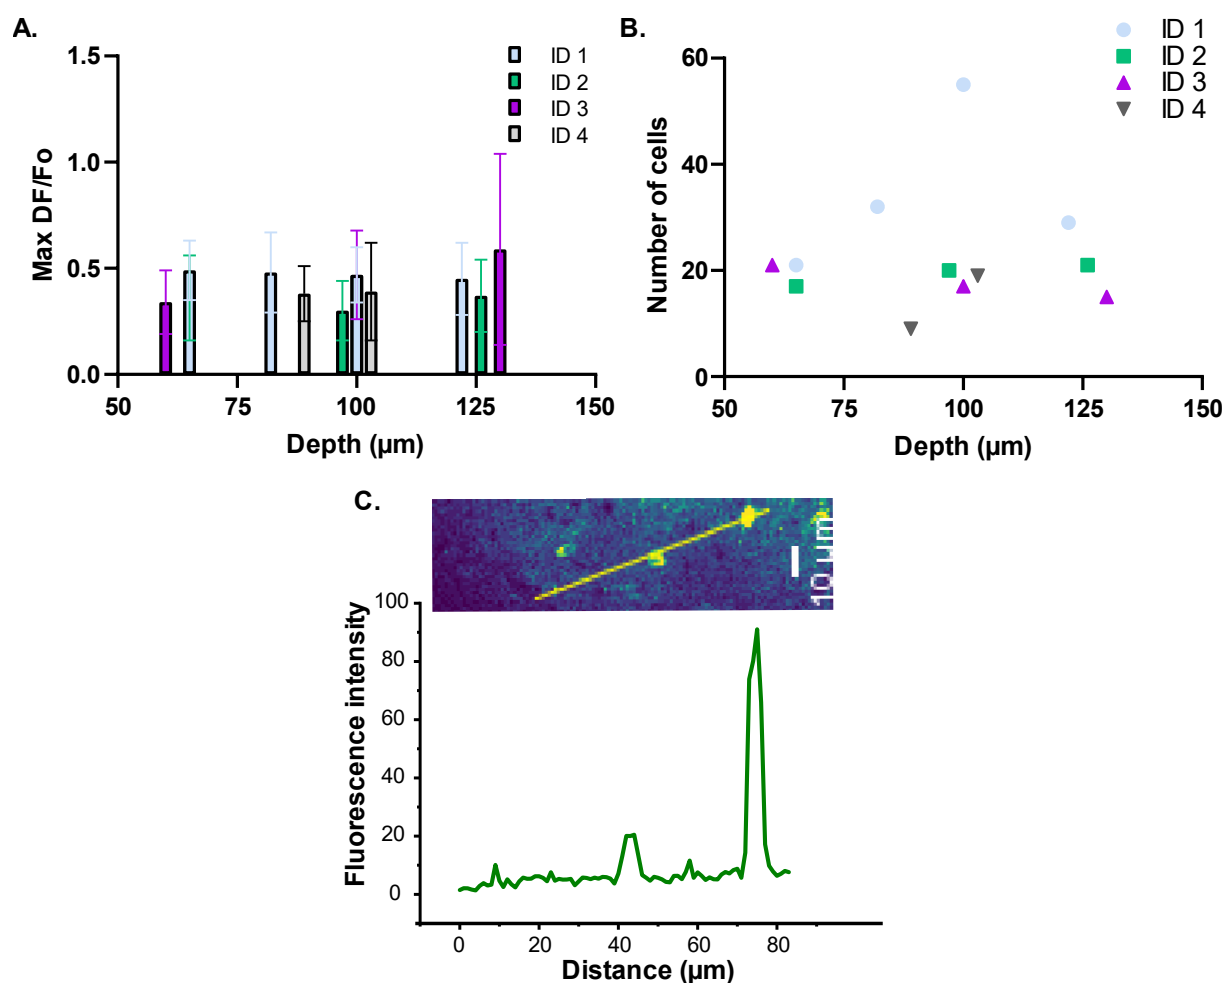 A.
1.5
1.0
0.5
0.0
Max DF/Fo
50 75 100 125 150
Depth (µm)
ID 1
ID 2
ID 3
ID 4
B.
60
40
20
0
Number of cells
50 75 100 125 150
Depth (µm)
ID 1
ID 2
ID 3
ID 4
C.
10 µm
100
80
60
40
20
0
Fluorescence intensity
0 20 40 60 80
Distance (µm)